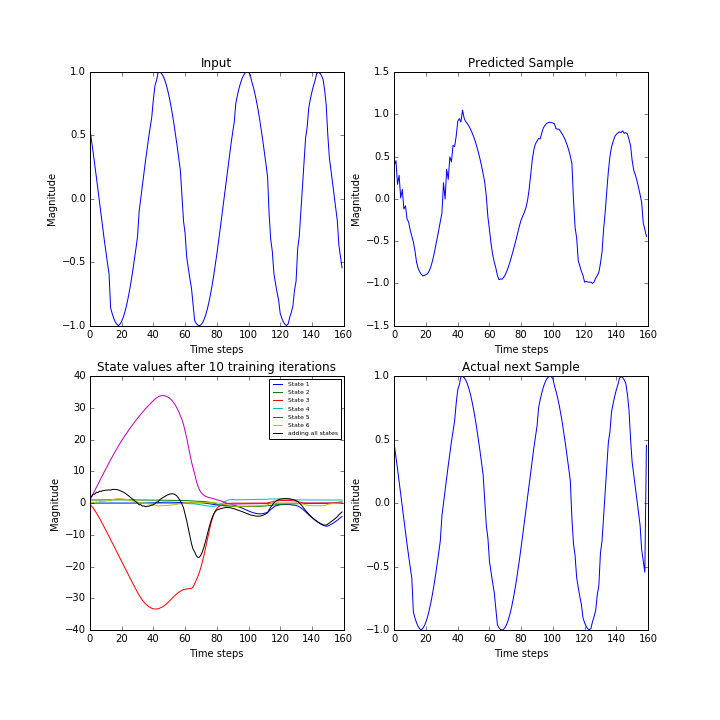 Input
Magnitude
1.0
0.5
0.0
−0.5
−1.0
0 20 40 60 80 100 120 140 160
Time steps
Predicted Sample
Magnitude
1.5
1.0
0.5
0.0
−0.5
−1.0
−1.5
0 20 40 60 80 100 120 140 160
Time steps
State values after 10 training iterations
Magnitude
40
30
20
10
0
−10
−20
−30
−40
0 20 40 60 80 100 120 140 160
Time steps
State 1
State 2
State 3
State 4
State 5
State 6
adding all states
Actual next Sample
Magnitude
1.0
0.5
0.0
−0.5
−1.0
0 20 40 60 80 100 120 140 160
Time steps